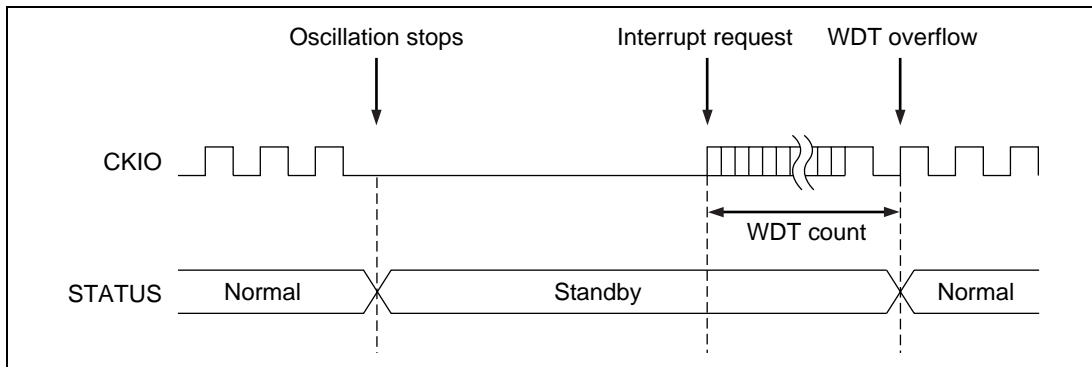 Oscillation stops
Interrupt request
WDT overflow
CKIO
WDT count
STATUS
Normal
Standby
Normal